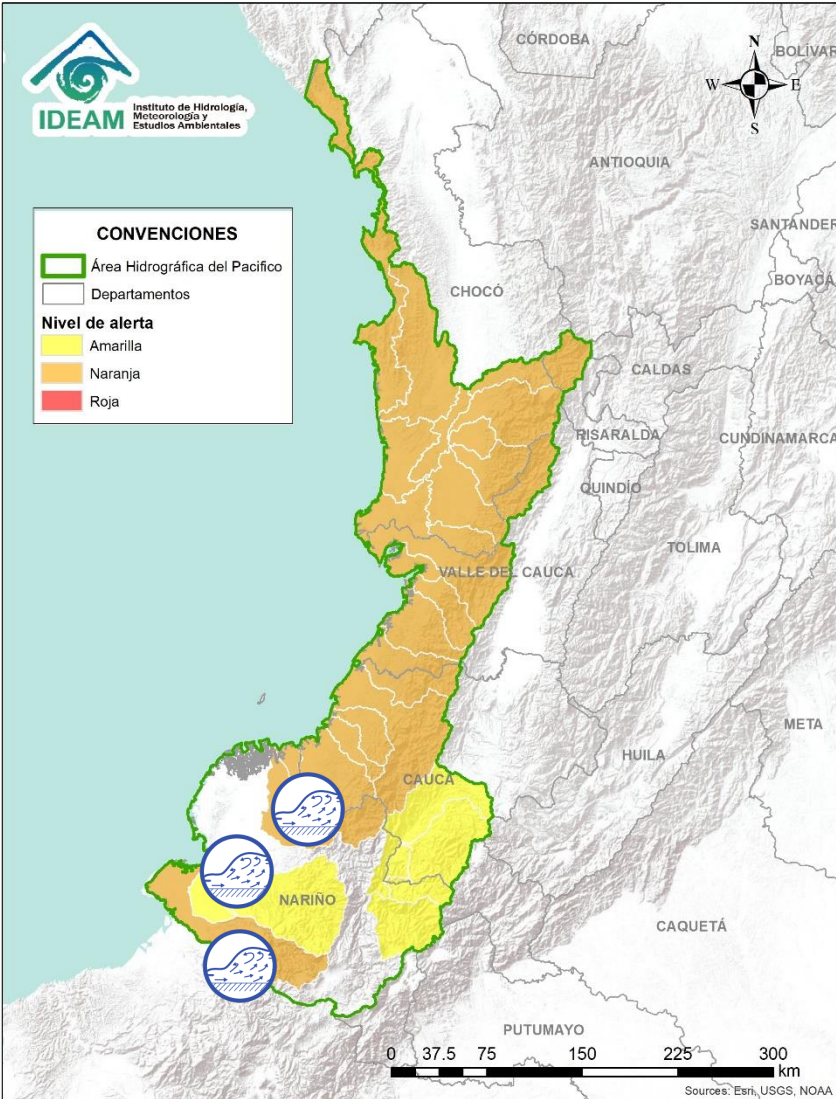 IDEAM
Instituto de Hidrología,
Meteorología y
Estudios Ambientales
CÓRDOBA
BOLÍVAR
N
W E
S
ANTIOQUIA
SANTANDER
CONVENCIONES
Área Hidrográfica del Pacifico
Departamentos
Nivel de alerta
Amarilla
Naranja
Roja
BOYACÁ
CHOCÓ
CALDAS
RISARALDA
CUNDINAMARCA
QUINDÍO
TOLIMA
VALLE DEL CAUCA
META
HUILA
CAUCA
NARIÑO
CAQUETÁ
PUTUMAYO
0 37.5 75 150 225 300
km
Sources: Esri, USGS, NOAA